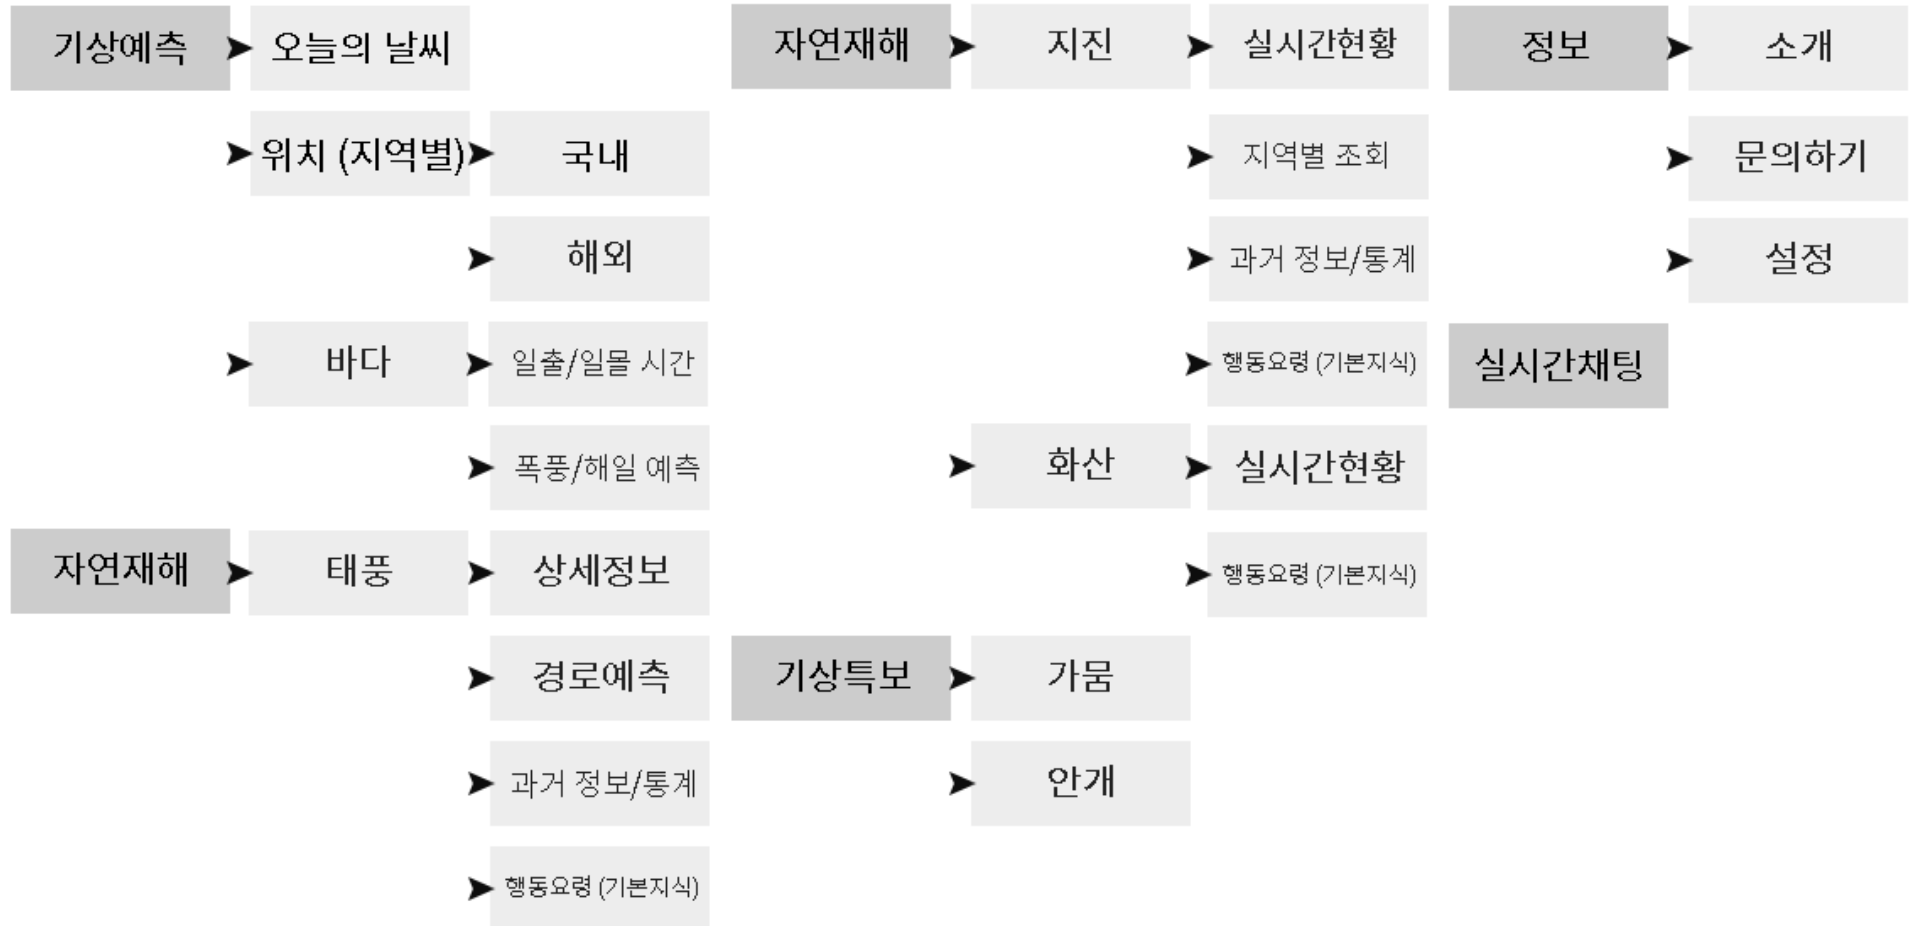 기상예측
오늘의 날씨
위치 (지역별)
국내
해외
바다
일출/일몰 시간
폭풍/해일 예측
자연재해
태풍
상세정보
경로예측
과거 정보/통계
행동요령 (기본지식)
자연재해
지진
실시간현황
지역별 조회
과거 정보/통계
행동요령 (기본지식)
화산
실시간현황
행동요령 (기본지식)
기상특보
가뭄
안개
정보
소개
문의하기
설정
실시간채팅